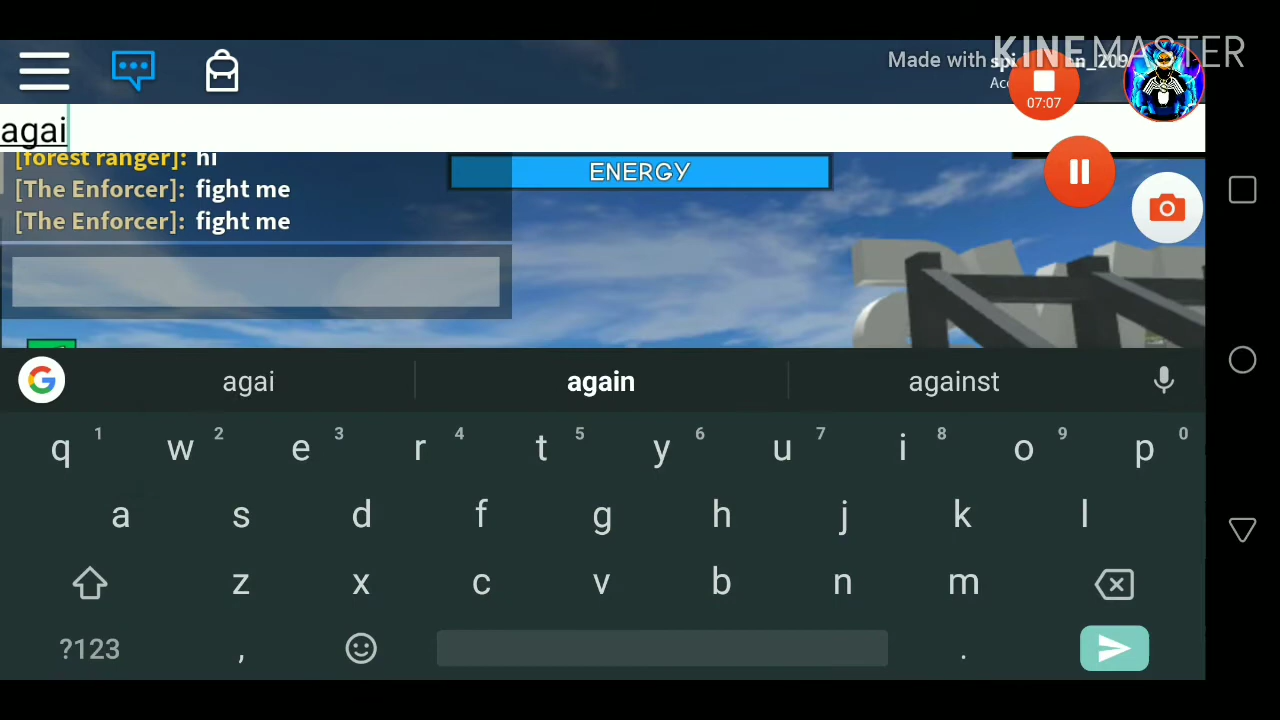 Made with KINEMASTER
07:07
agai
[forest ranger]: hi
[The Enforcer]: fight me
[The Enforcer]: fight me
ENERGY
agai again against
q 1 w 2 e 3 r 4 t 5 y 6 u 7 i 8 o 9 p 0
a s d f g h j k l
z x c v b n m
?123 , .